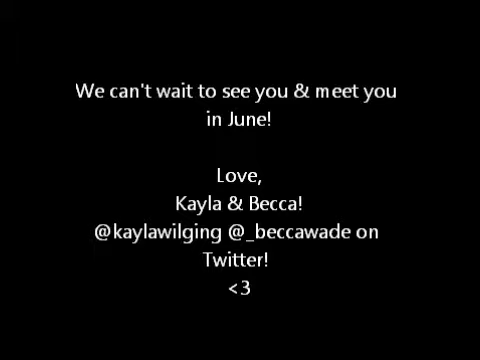 We can't wait to see you & meet you
in June!
Love,
Kayla & Becca!
@kaylawilging @_beccawade on
Twitter!
<3